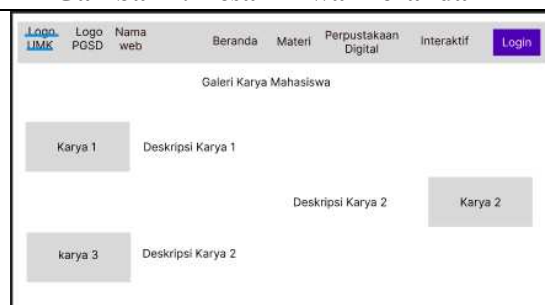 Logo UMK
Logo PGSD
Nama web
Beranda
Materi
Perpustakaan Digital
Interaktif
Login
Galeri Karya Mahasiswa
Karya 1
Deskripsi Karya 1
Deskripsi Karya 2
Karya 2
karya 3
Deskripsi Karya 2